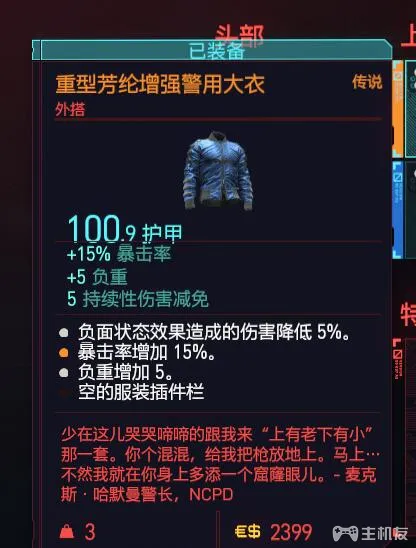 头部
已装备
重型芳纶增强警用大衣 传说
外搭
100.9 护甲
+15% 暴击率
+5 负重
5 持续性伤害减免
负面状态效果造成的伤害降低 5%。
暴击率增加 15%。
负重增加 5。
空的服装插件栏
少在这儿哭哭啼啼的跟我来“上有老下有小”
那一套。你个混混，给我把枪放地上。马上…
不然我就在你身上多添一个窟窿眼儿。- 麦克
斯·哈默曼警长，NCPD
3 €$ 2399
主机友